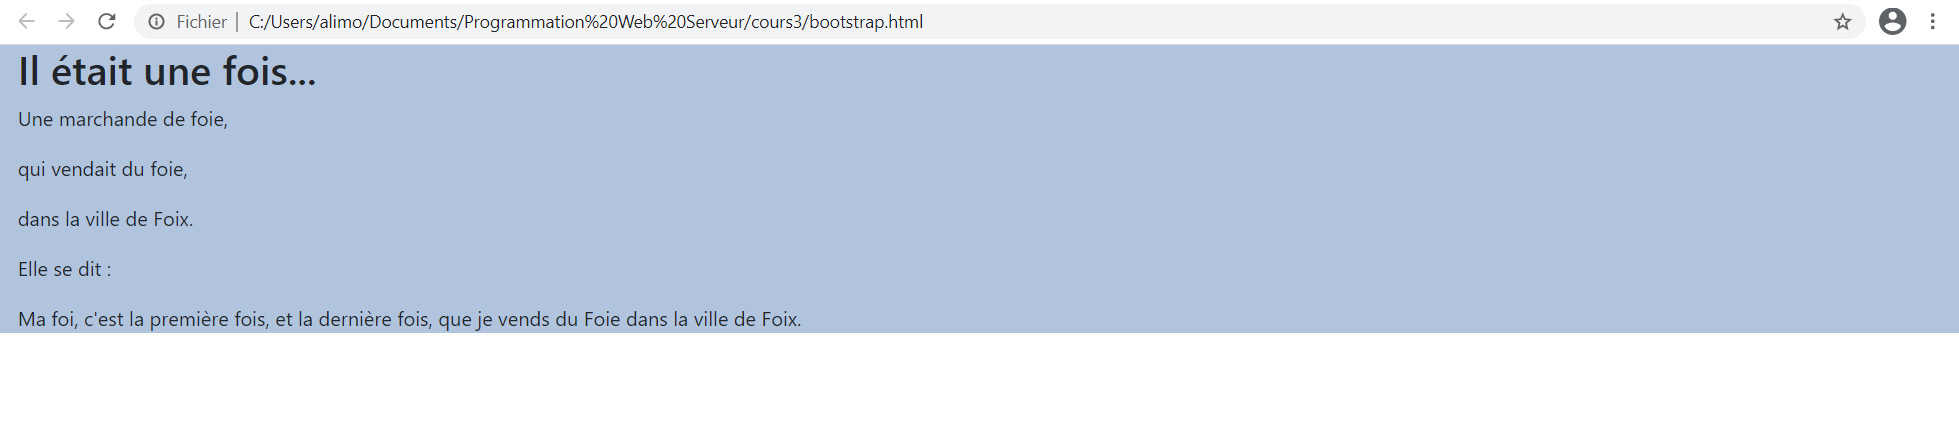 Fichier | C:/Users/alimo/Documents/Programmation%20Web%20Serveur/cours3/bootstrap.html
Il était une fois...
Une marchande de foie,
qui vendait du foie,
dans la ville de Foix.
Elle se dit :
Ma foi, c'est la première fois, et la dernière fois, que je vends du Foie dans la ville de Foix.